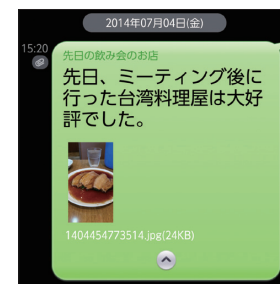 2014年07月04日(金)
15:20
先日の飲み会のお店
先日、ミーティング後に
行った台湾料理屋は大好
評でした。
1404454773514.jpg(24KB)